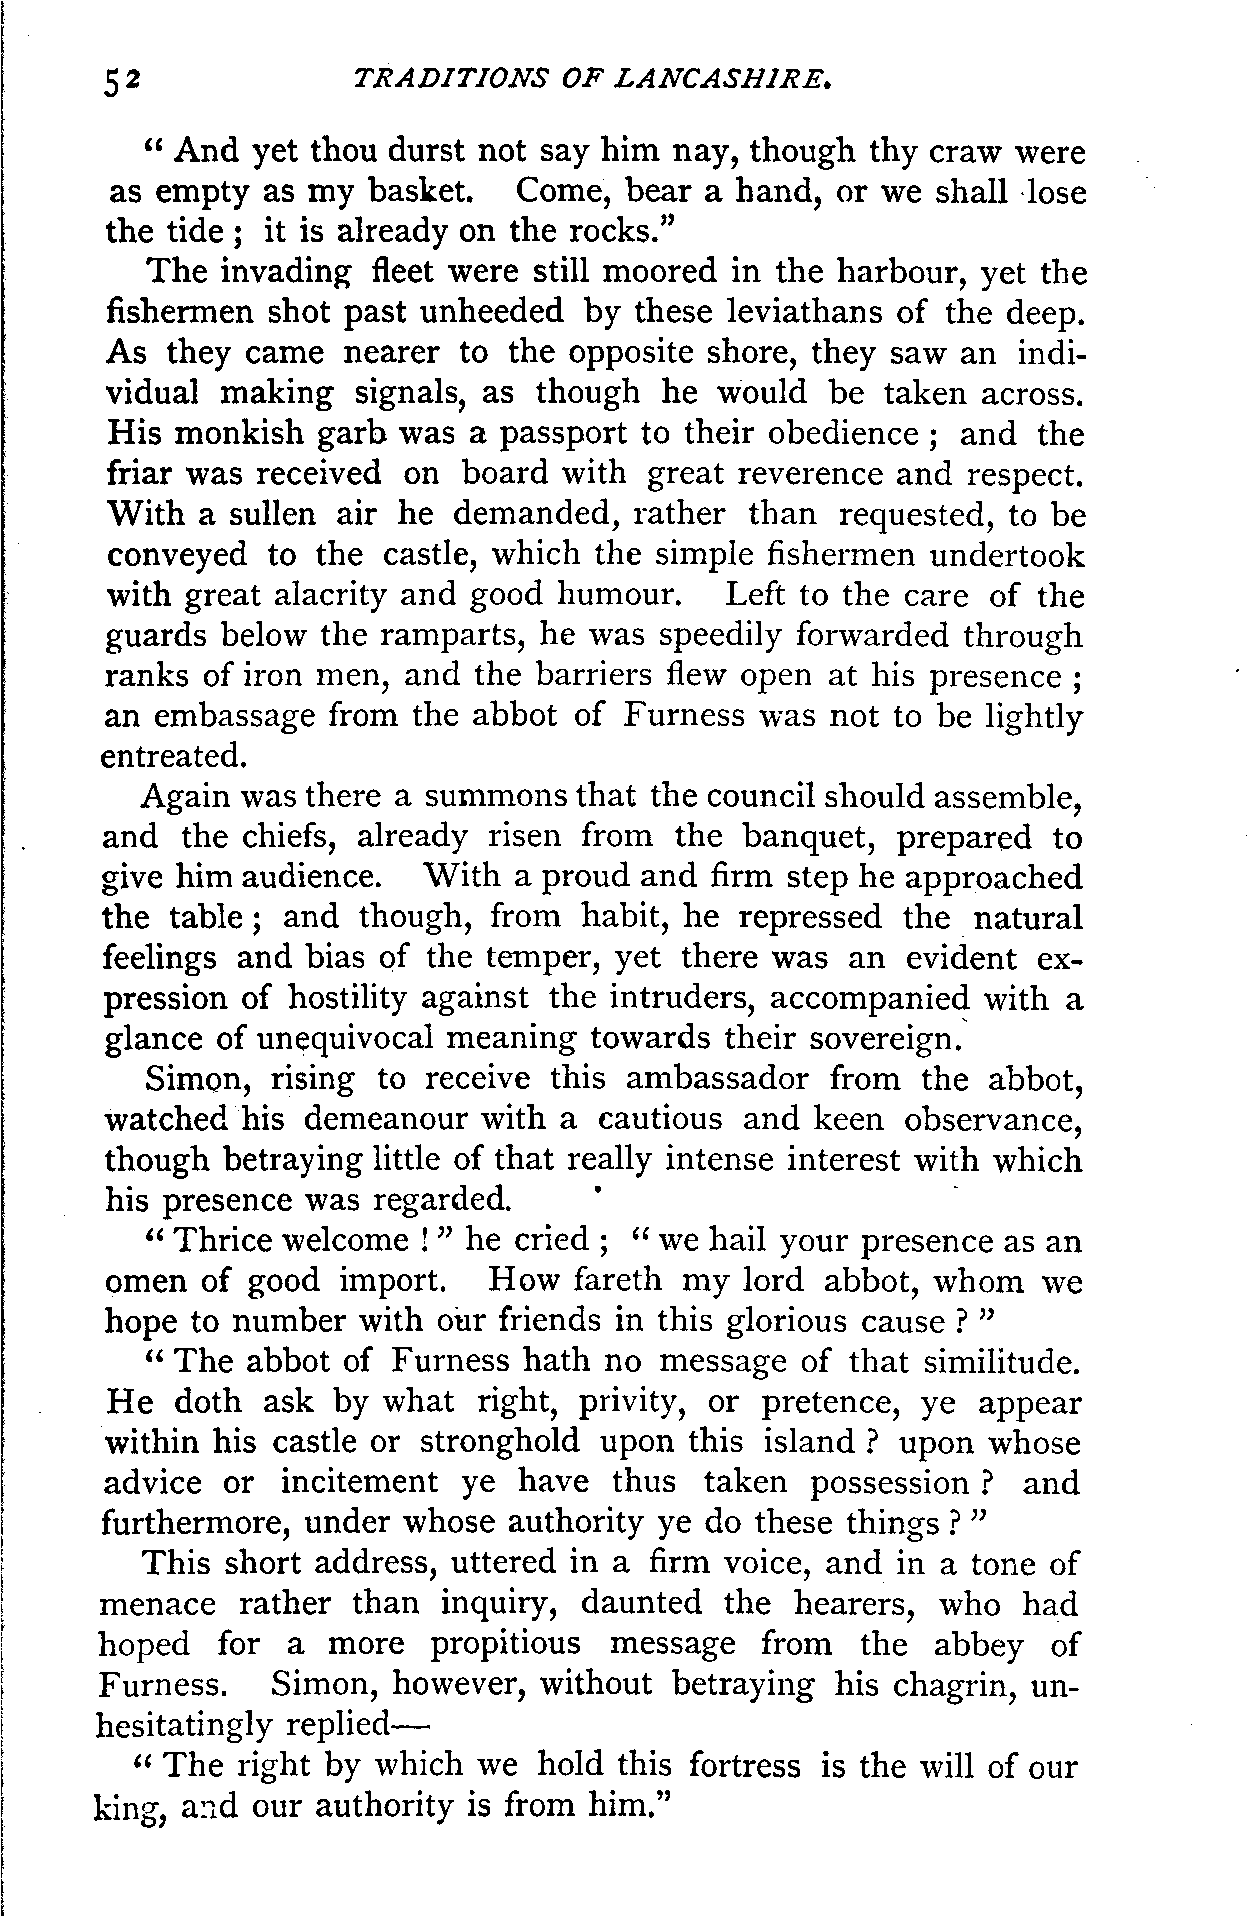 52 TRADITIONS OF LANCASHIRE.
“ And yet thou durst not say him nay, though thy craw were
as empty as my basket. Come, bear a hand, or we shall lose
the tide ; it is already on the rocks.”
The invading fleet were still moored in the harbour, yet the
fishermen shot past unheeded by these leviathans of the deep.
As they came nearer to the opposite shore, they saw an indi-
vidual making signals, as though he would be taken across.
His monkish garb was a passport to their obedience ; and the
friar was received on board with great reverence and respect.
With a sullen air he demanded, rather than requested, to be
conveyed to the castle, which the simple fishermen undertook
with great alacrity and good humour. Left to the care of the
guards below the ramparts, he was speedily forwarded through
ranks of iron men, and the barriers flew open at his presence ;
an embassage from the abbot of Furness was not to be lightly
entreated.
Again was there a summons that the council should assemble,
and the chiefs, already risen from the banquet, prepared to
give him audience. With a proud and firm step he approached
the table ; and though, from habit, he repressed the natural
feelings and bias of the temper, yet there was an evident ex-
pression of hostility against the intruders, accompanied with a
glance of unequivocal meaning towards their sovereign.
Simon, rising to receive this ambassador from the abbot,
watched his demeanour with a cautious and keen observance,
though betraying little of that really intense interest with which
his presence was regarded.
“ Thrice welcome ! ” he cried ; “ we hail your presence as an
omen of good import. How fareth my lord abbot, whom we
hope to number with our friends in this glorious cause ? ”
“ The abbot of Furness hath no message of that similitude.
He doth ask by what right, privity, or pretence, ye appear
within his castle or stronghold upon this island ? upon whose
advice or incitement ye have thus taken possession ? and
furthermore, under whose authority ye do these things ? ”
This short address, uttered in a firm voice, and in a tone of
menace rather than inquiry, daunted the hearers, who had
hoped for a more propitious message from the abbey of
Furness. Simon, however, without betraying his chagrin, un-
hesitatingly replied—
“ The right by which we hold this fortress is the will of our
king, and our authority is from him.”